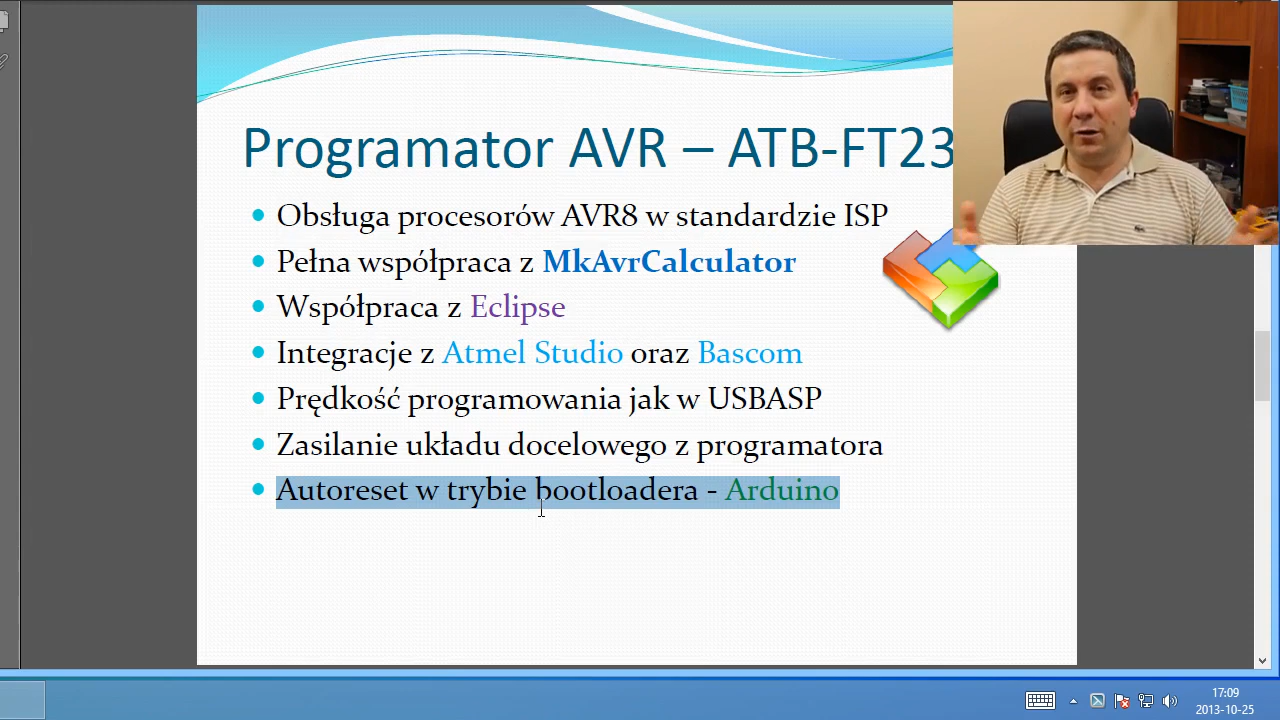 Programator AVR – ATB-FT23
Obsługa procesorów AVR8 w standardzie ISP
Pełna współpraca z MkAvrCalculator
Współpraca z Eclipse
Integracje z Atmel Studio oraz Bascom
Prędkość programowania jak w USBASP
Zasilanie układu docelowego z programatora
Autoreset w trybie bootloadera - Arduino
17:09
2013-10-25